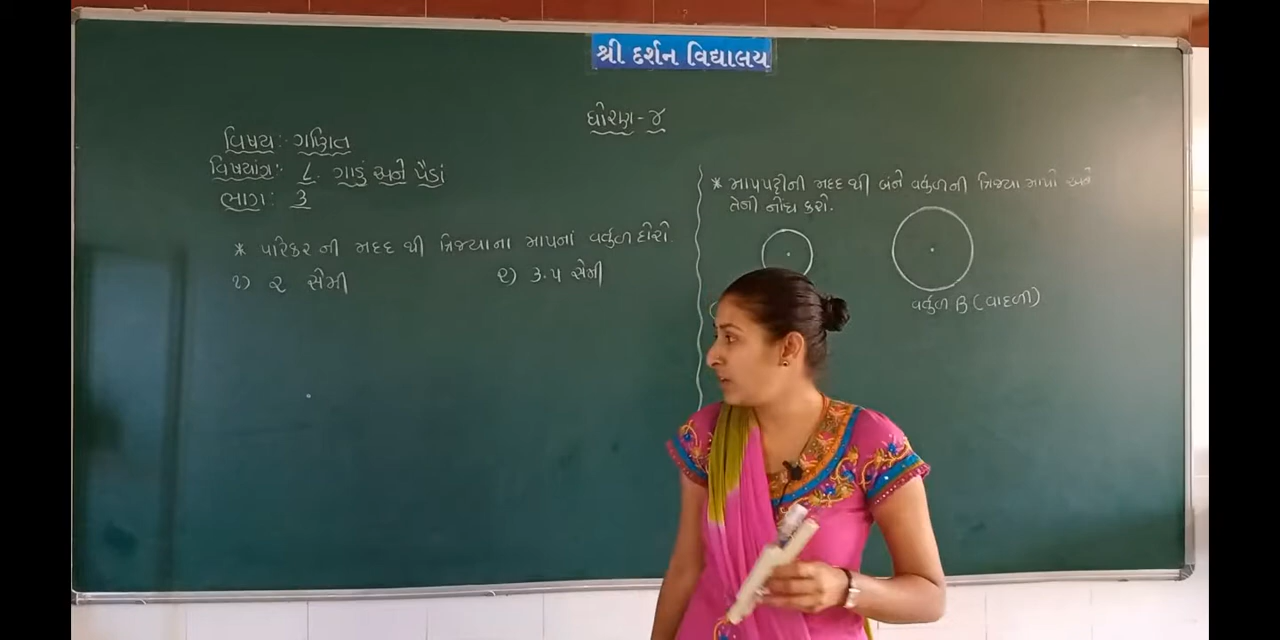 શ્રી દર્શન વિદ્યાલય
ધોરણ - ૪
વિષય:- ગણિત
વિષયાંગ:- ૮. ગાડું અને પૈડાં
ભાગ: ૩
* પરિકર ની મદદ થી ત્રિજ્યાના માપનાં વર્તુળ દોરો.
૧) ૨ સેમી
૨) ૩.૫ સેમી
* માપપટ્ટીની મદદ થી બંને વર્તુળની ત્રિજ્યા માપો અને
તેની નોંધ કરો.
વર્તુળ B (વાદળી)